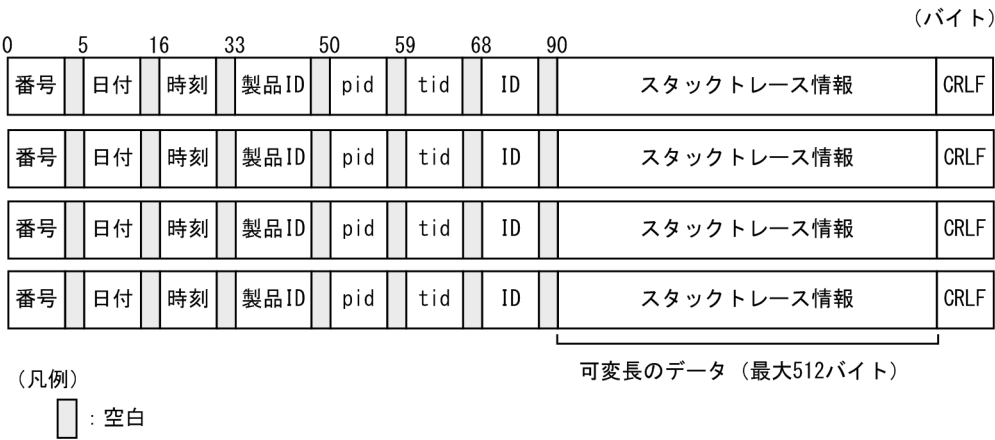 （バイト）
0 5 16 33 50 59 68 90
番号 日付 時刻 製品ID pid tid ID スタックトレース情報 CRLF
番号 日付 時刻 製品ID pid tid ID スタックトレース情報 CRLF
番号 日付 時刻 製品ID pid tid ID スタックトレース情報 CRLF
番号 日付 時刻 製品ID pid tid ID スタックトレース情報 CRLF
可変長のデータ（最大512バイト）
（凡例）
：空白